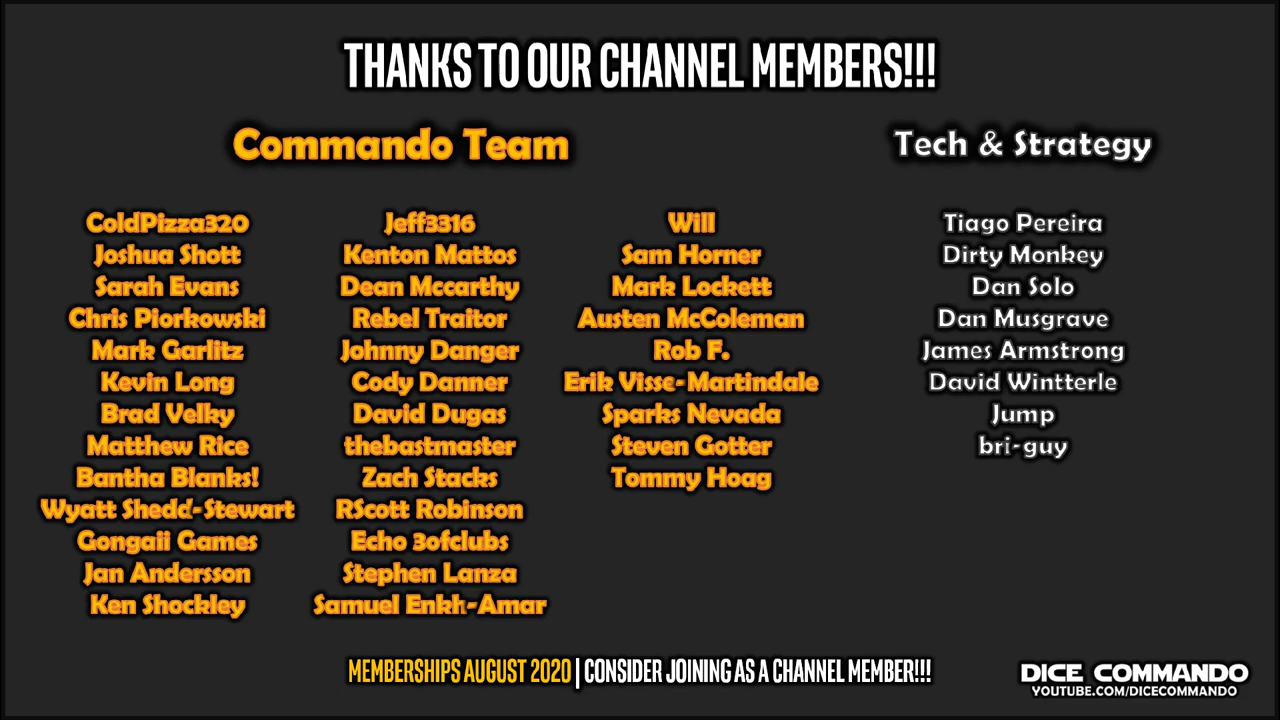 THANKS TO OUR CHANNEL MEMBERS!!!
Commando Team
ColdPizza320
Joshua Shott
Sarah Evans
Chris Piorkowski
Mark Garlitz
Kevin Long
Brad Velky
Matthew Rice
Bantha Blanks!
Wyatt Shedd-Stewart
Gongaii Games
Jan Andersson
Ken Shockley
Jeff3316
Kenton Mattos
Dean Mccarthy
Rebel Traitor
Johnny Danger
Cody Danner
David Dugas
thebastmaster
Zach Stacks
RScott Robinson
Echo 3ofclubs
Stephen Lanza
Samuel Enkh-Amar
Will
Sam Horner
Mark Lockett
Austen McColeman
Rob F.
Erik Visse-Martindale
Sparks Nevada
Steven Gotter
Tommy Hoag
Tech & Strategy
Tiago Pereira
Dirty Monkey
Dan Solo
Dan Musgrave
James Armstrong
David Wintterle
Jump
bri-guy
MEMBERSHIPS AUGUST 2020 | CONSIDER JOINING AS A CHANNEL MEMBER!!!
DICE COMMANDO
YOUTUBE.COM/DICECOMMANDO